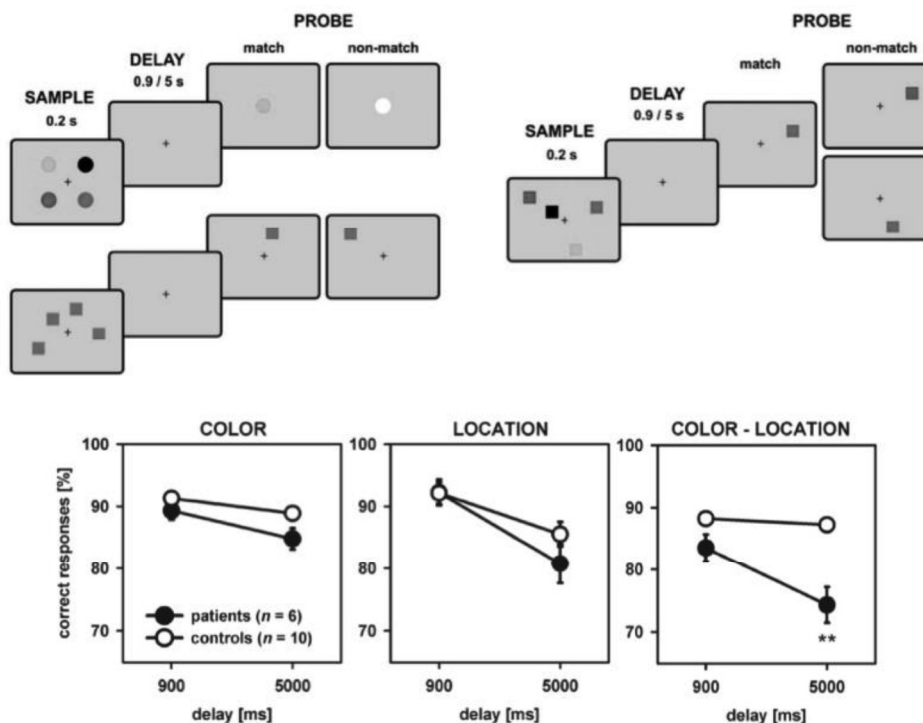 PROBE
match non-match
DELAY
0.9 / 5 s
SAMPLE
0.2 s
PROBE
non-match
match
DELAY
0.9 / 5 s
SAMPLE
0.2 s
COLOR
100
90
80
70
correct responses [%]
patients (n = 6)
controls (n = 10)
900 5000
delay [ms]
LOCATION
100
90
80
70
900 5000
delay [ms]
COLOR - LOCATION
100
90
80
70
**
900 5000
delay [ms]